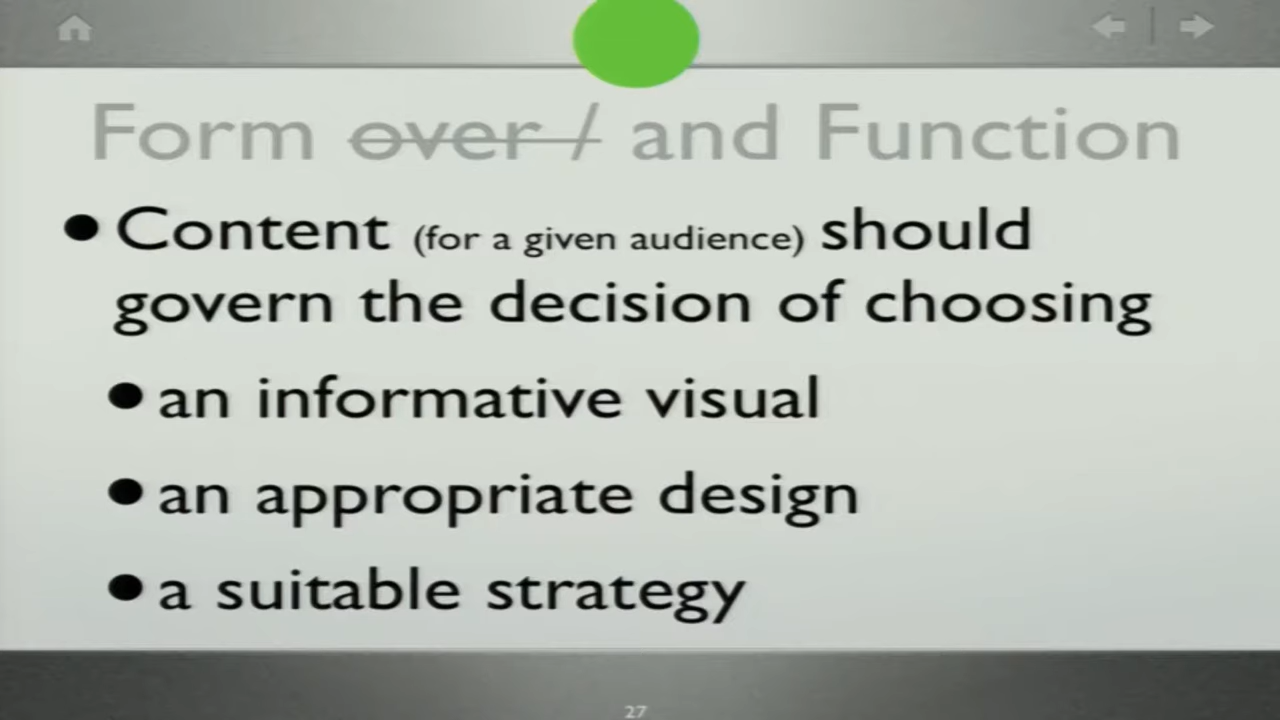 Form over / and Function
• Content (for a given audience) should
govern the decision of choosing
• an informative visual
• an appropriate design
• a suitable strategy
27